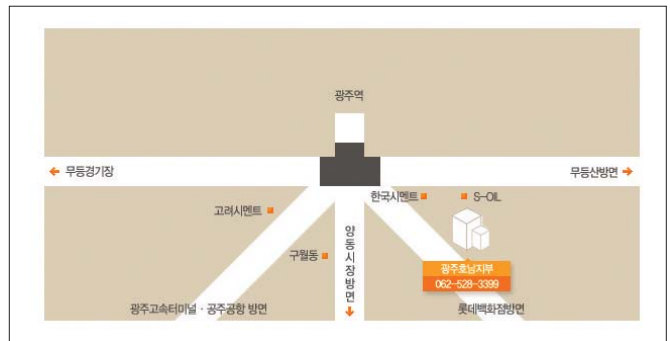 광주역
← 무등경기장
무등산방면 →
한국시멘트
S-OIL
고려시멘트
구월동
양동시장방면
광주호남지부
062-528-3399
광주고속터미널 · 공주공항 방면
롯데백화점방면